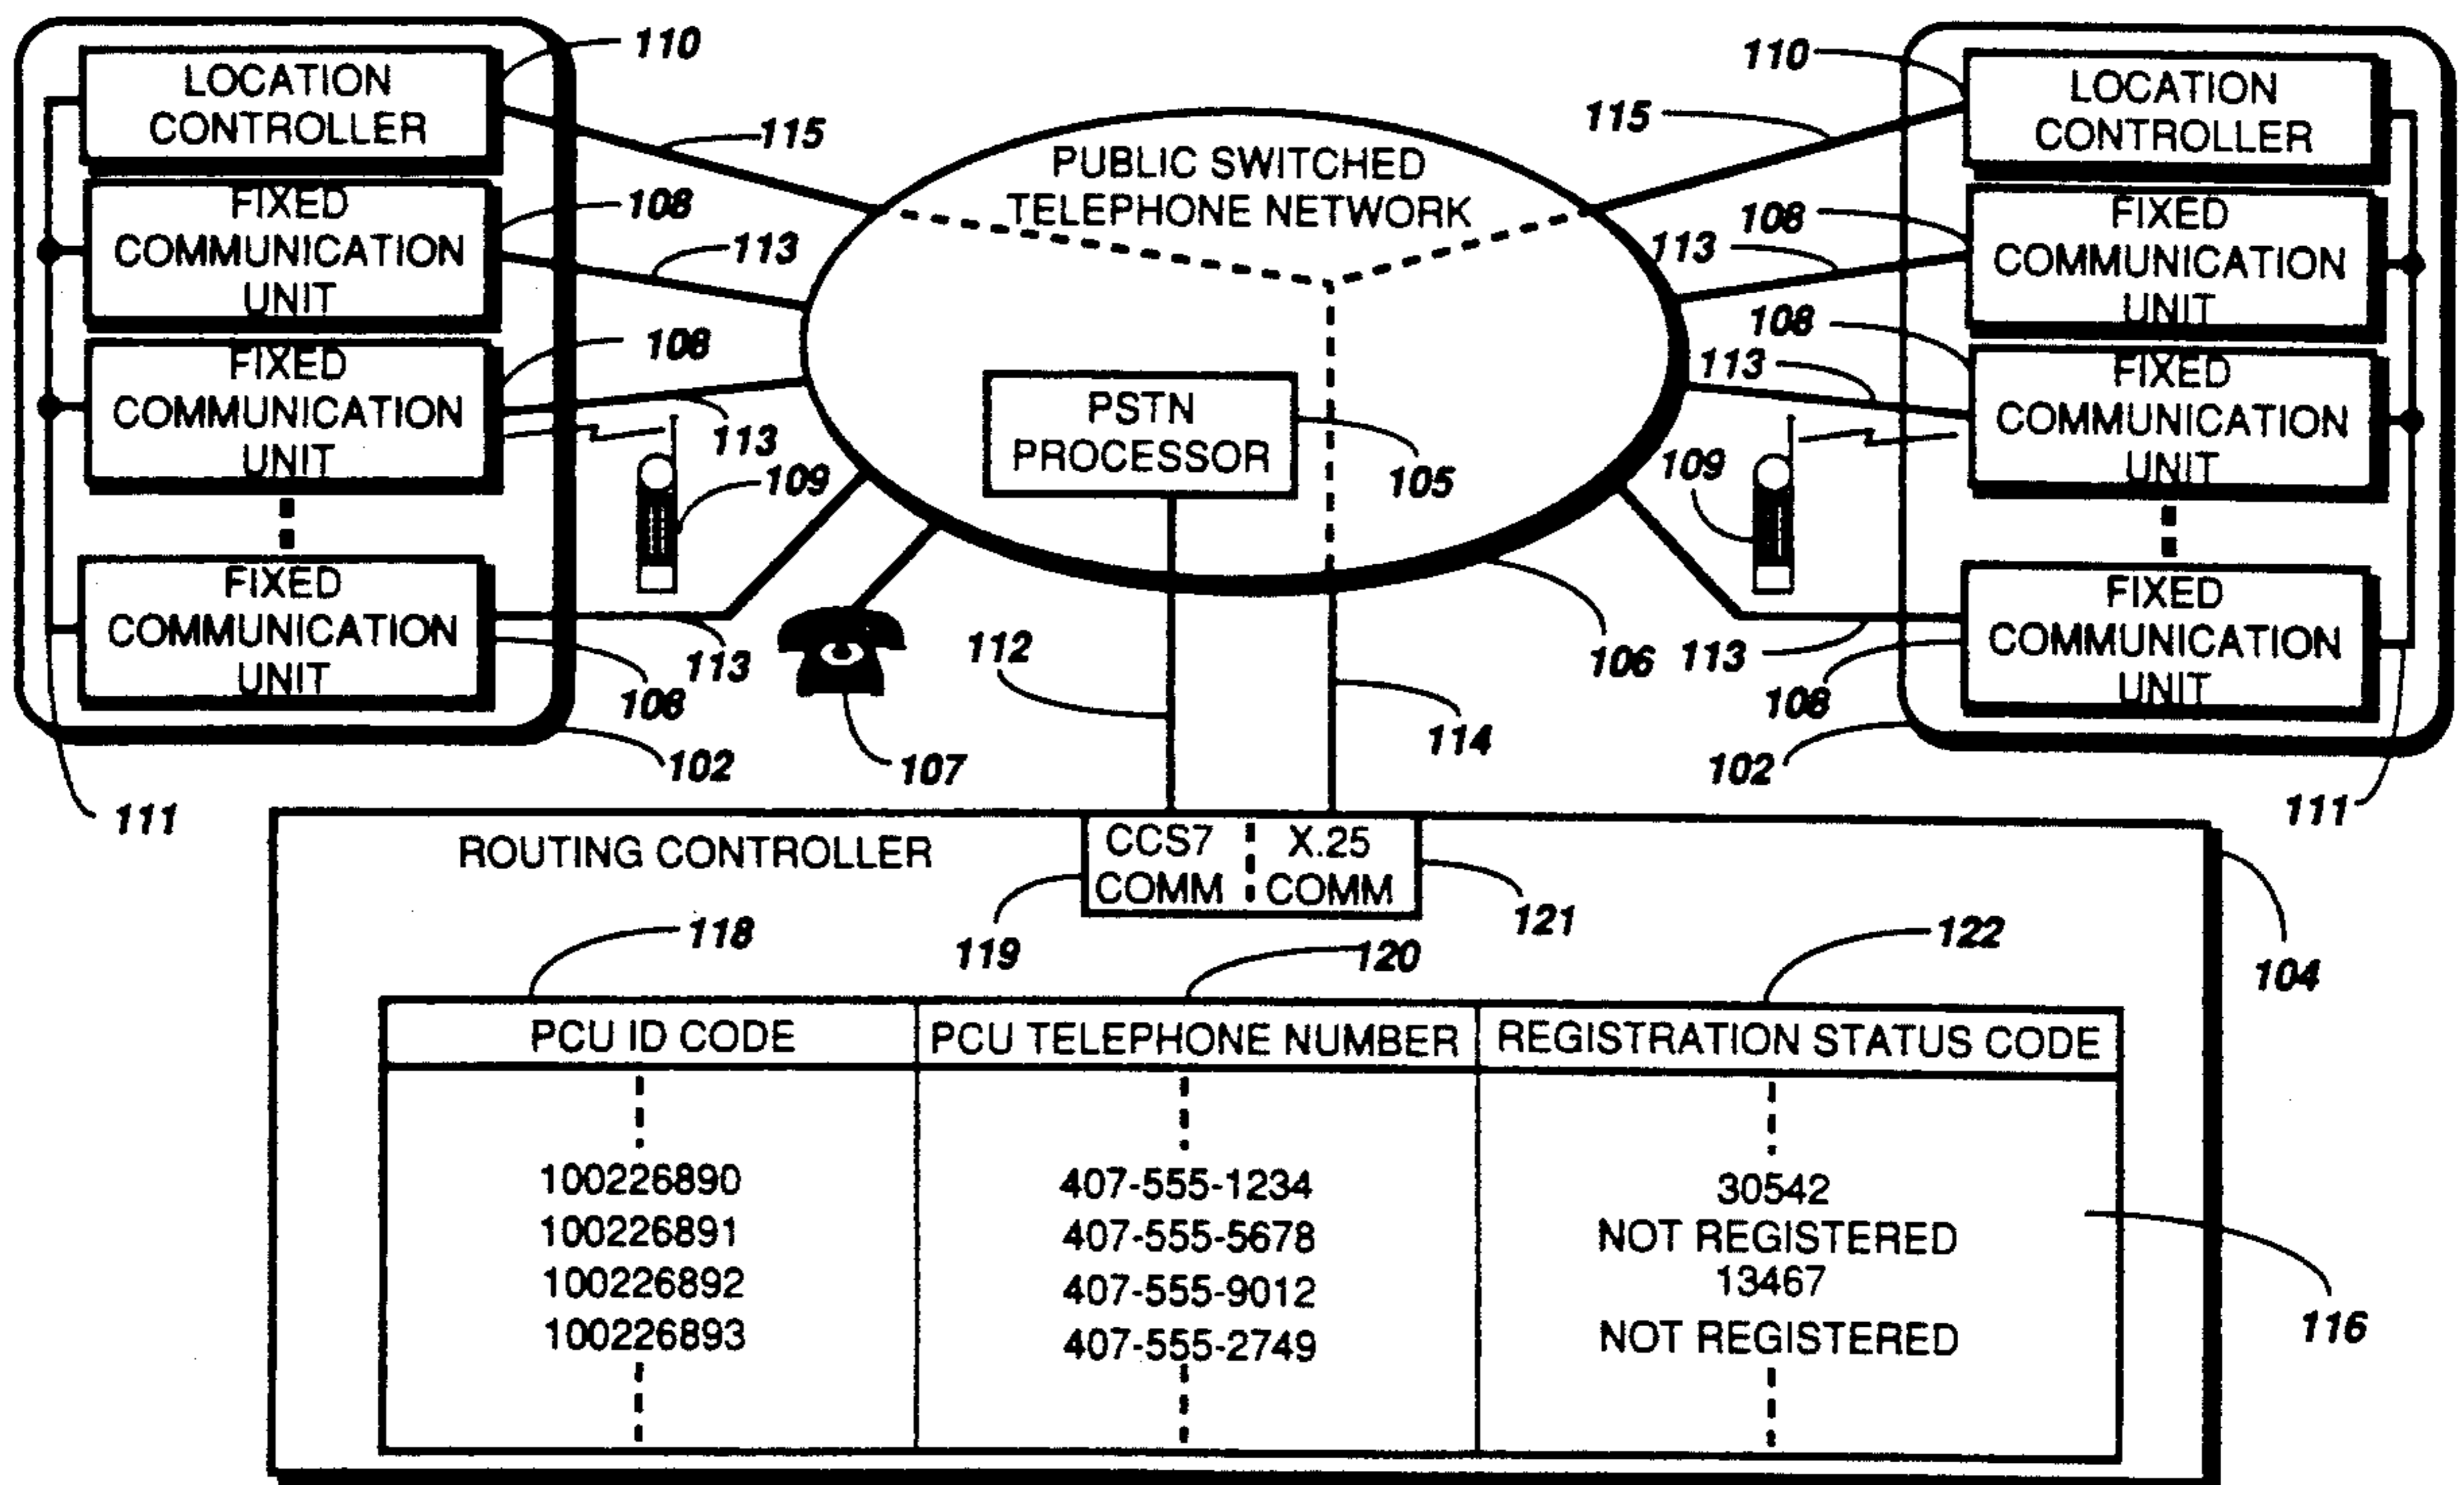 110
LOCATION
CONTROLLER
115
FIXED
COMMUNICATION
UNIT
108
113
FIXED
COMMUNICATION
UNIT
108
113
109
FIXED
COMMUNICATION
UNIT
113
108
102
111
107
PUBLIC SWITCHED
TELEPHONE NETWORK
PSTN
PROCESSOR
105
106
112
114
110
LOCATION
CONTROLLER
115
108
FIXED
COMMUNICATION
UNIT
113
108
FIXED
COMMUNICATION
UNIT
113
109
FIXED
COMMUNICATION
UNIT
113
108
102
111
ROUTING CONTROLLER
CCS7
COMM
X.25
COMM
119
121
104
118
120
122
PCU ID CODE PCU TELEPHONE NUMBER REGISTRATION STATUS CODE
100226890 407-555-1234 30542
100226891 407-555-5678 NOT REGISTERED
100226892 407-555-9012 13467
100226893 407-555-2749 NOT REGISTERED
116